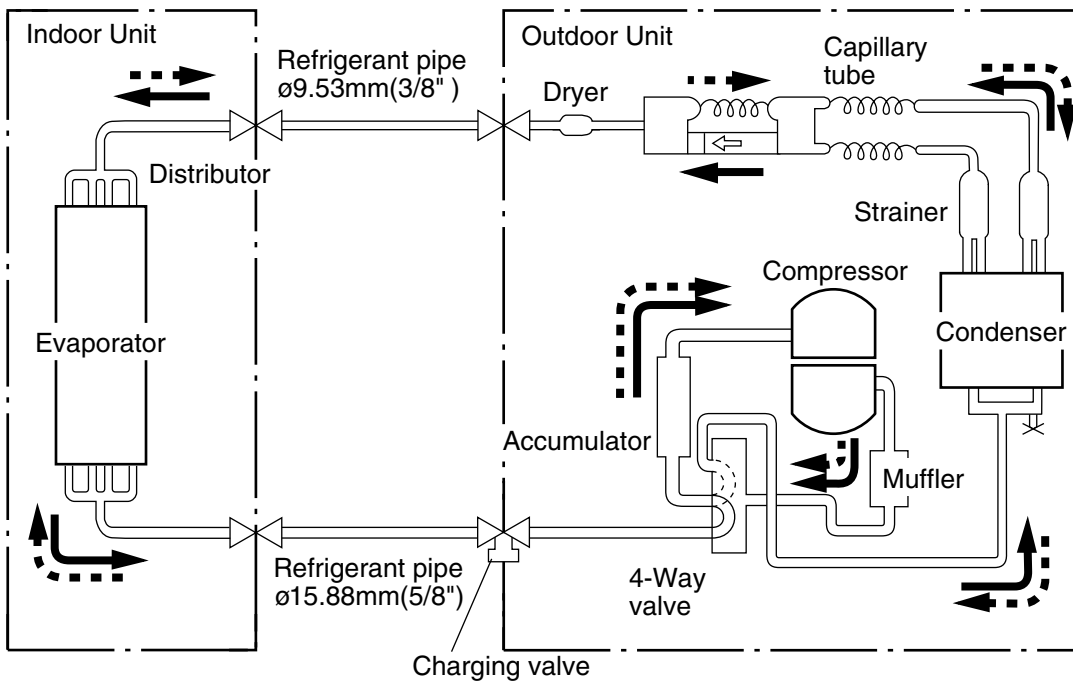 Indoor Unit
Outdoor Unit
Refrigerant pipe
ø9.53mm(3/8" )
Dryer
Capillary
tube
Distributor
Strainer
Compressor
Evaporator
Condenser
Accumulator
Muffler
Refrigerant pipe
ø15.88mm(5/8")
4-Way
valve
Charging valve